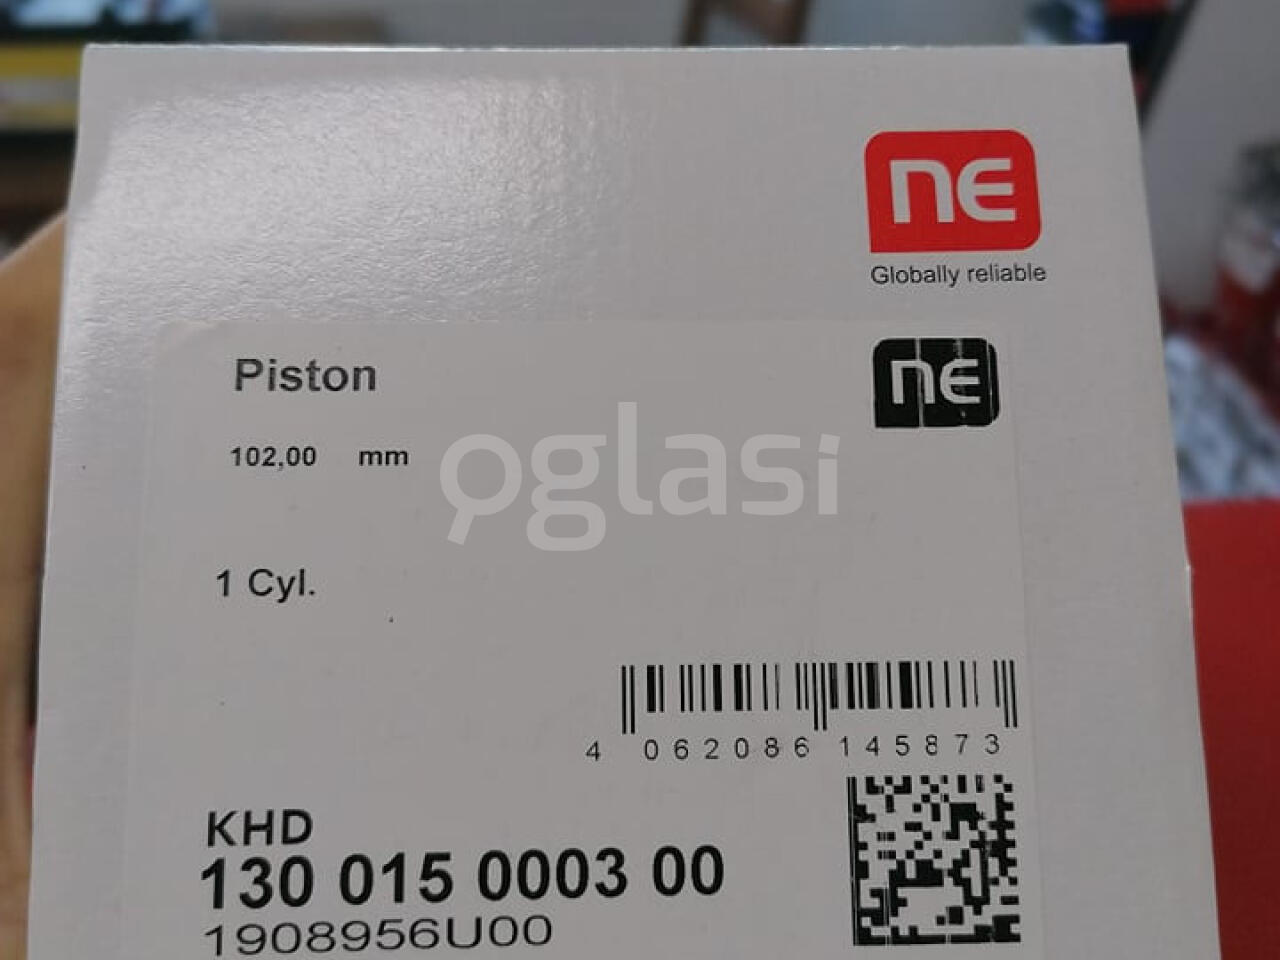 NE
Globally reliable
Piston
NE
102,00 mm
oglasi
1 Cyl.
4 062086 145873
KHD
130 015 0003 00
1908956U00